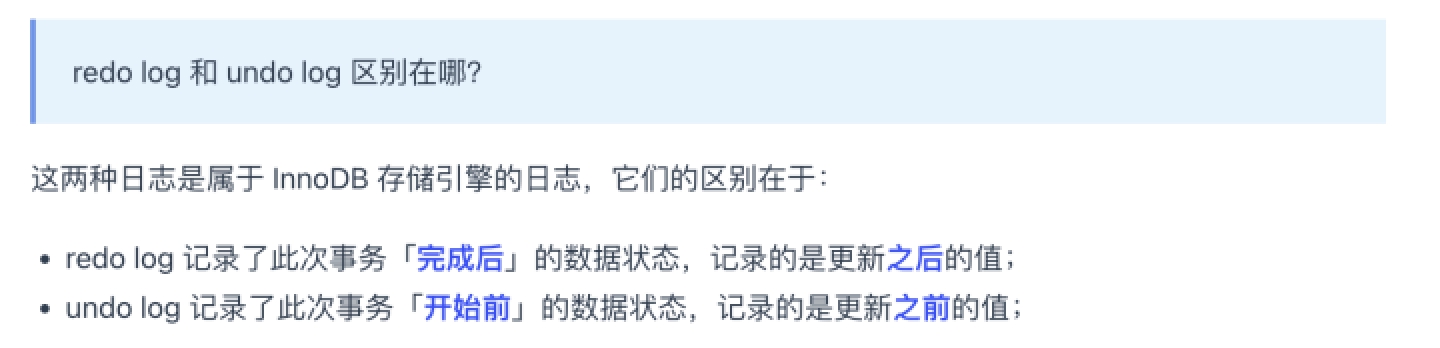 redo log 和 undo log 区别在哪?
这两种日志是属于 InnoDB 存储引擎的日志，它们的区别在于：
• redo log 记录了此次事务「完成后」的数据状态，记录的是更新之后的值；
• undo log 记录了此次事务「开始前」的数据状态，记录的是更新之前的值；